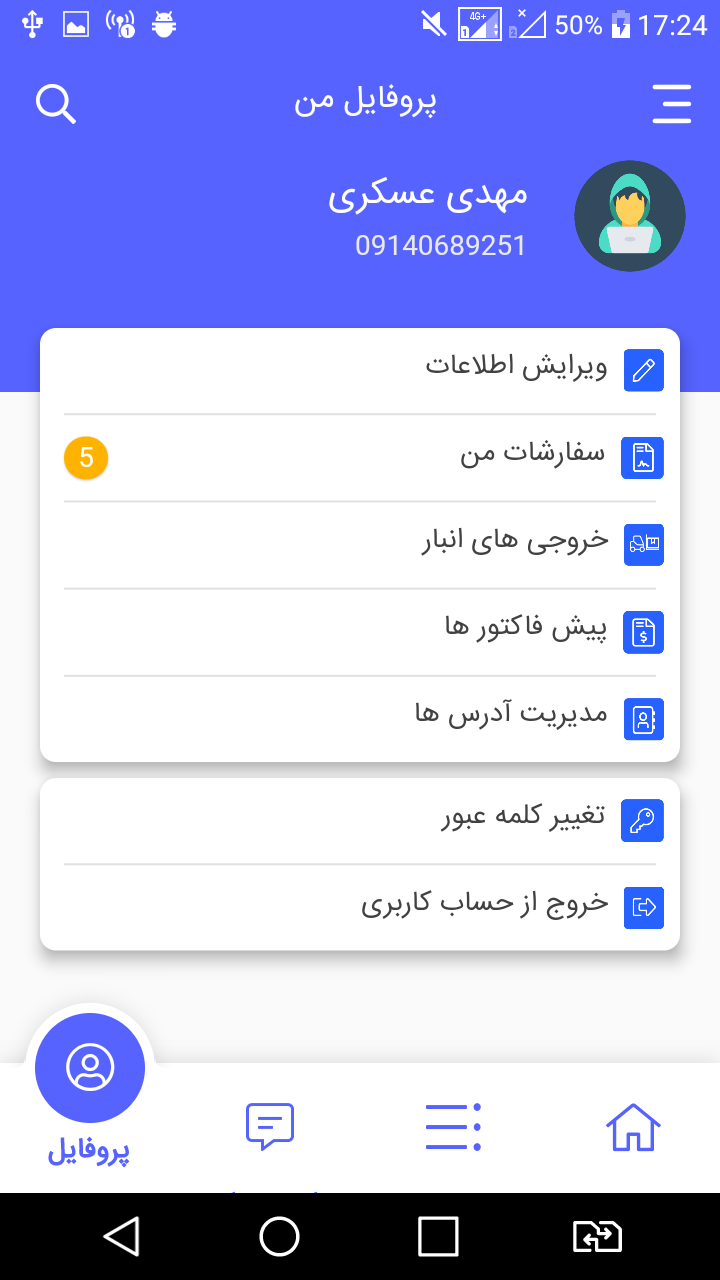 4G+ 50% 17:24
پروفایل من
مهدی عسکری
09140689251
ویرایش اطلاعات
سفارشات من
5
خروجی های انبار
پیش فاکتور ها
مدیریت آدرس ها
تغییر کلمه عبور
خروج از حساب کاربری
پروفایل